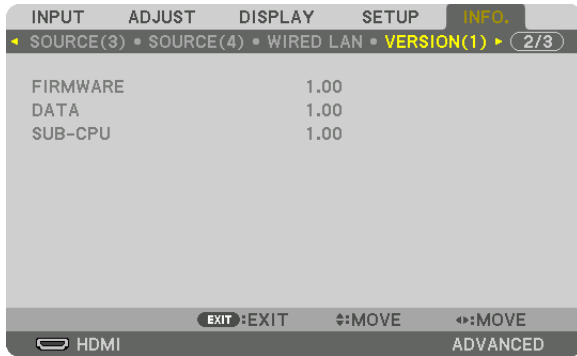 INPUT ADJUST DISPLAY SETUP INFO.
SOURCE(3) • SOURCE(4) • WIRED LAN • VERSION(1) 2/3
FIRMWARE 1.00
DATA 1.00
SUB-CPU 1.00
EXIT :EXIT :MOVE :MOVE
HDMI ADVANCED